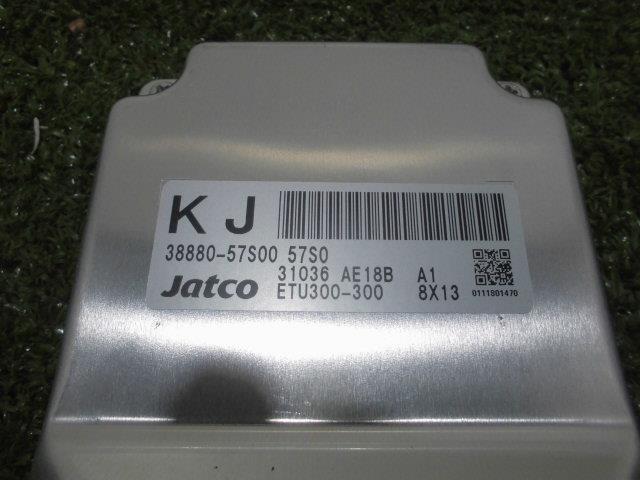 KJ
38880-57S00 57S0
31036 AE18B A1
Jatco ETU300-300 8X13
0111801470